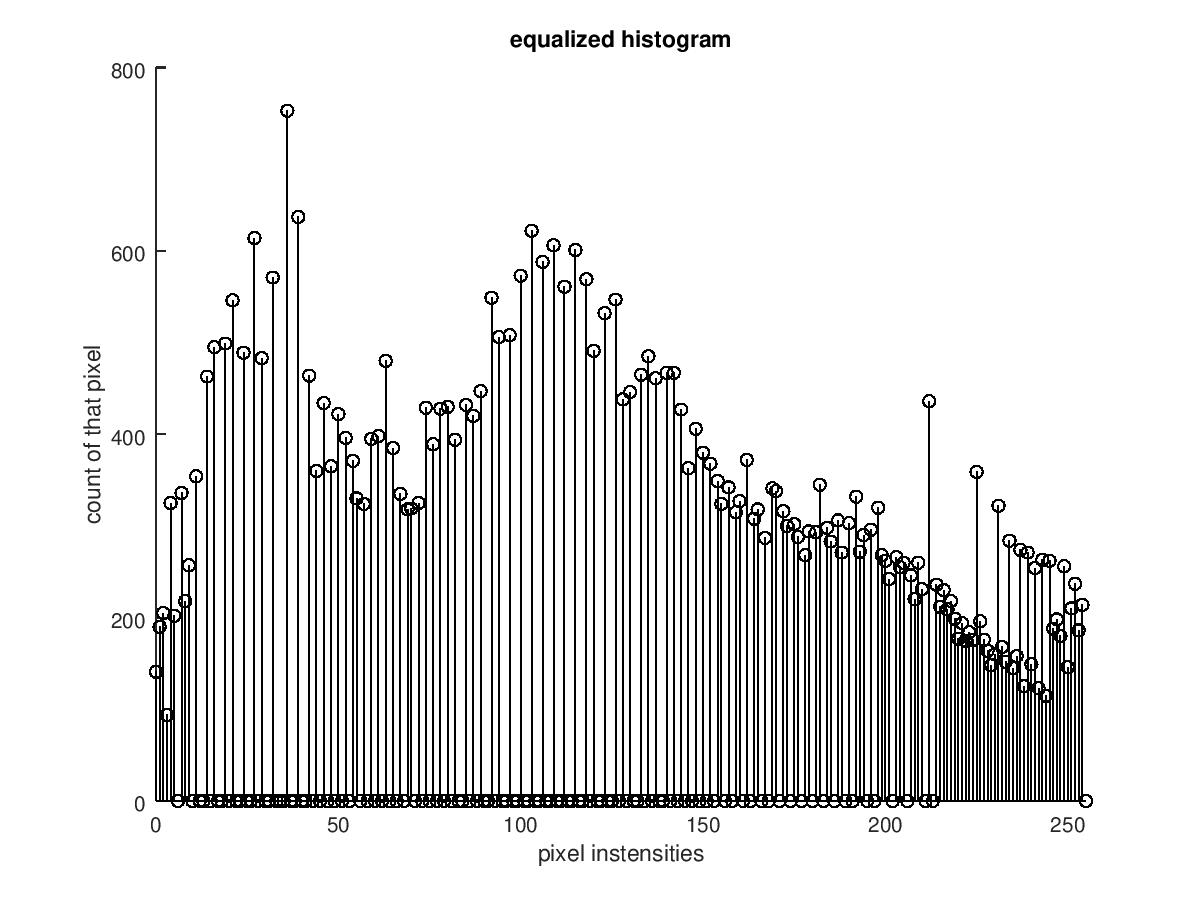 equalized histogram
800
600
400
200
0
count of that pixel
0 50 100 150 200 250
pixel instensities